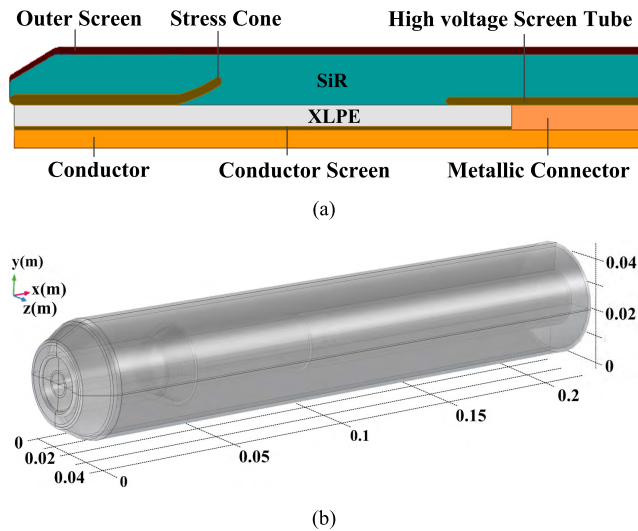 Outer Screen Stress Cone High voltage Screen Tube
SiR
XLPE
Conductor Conductor Screen Metallic Connector
(a)
y(m)
x(m)
z(m)
0.04
0.02
0
0.2
0.15
0.1
0.05
0
0
0.02
0.04
(b)